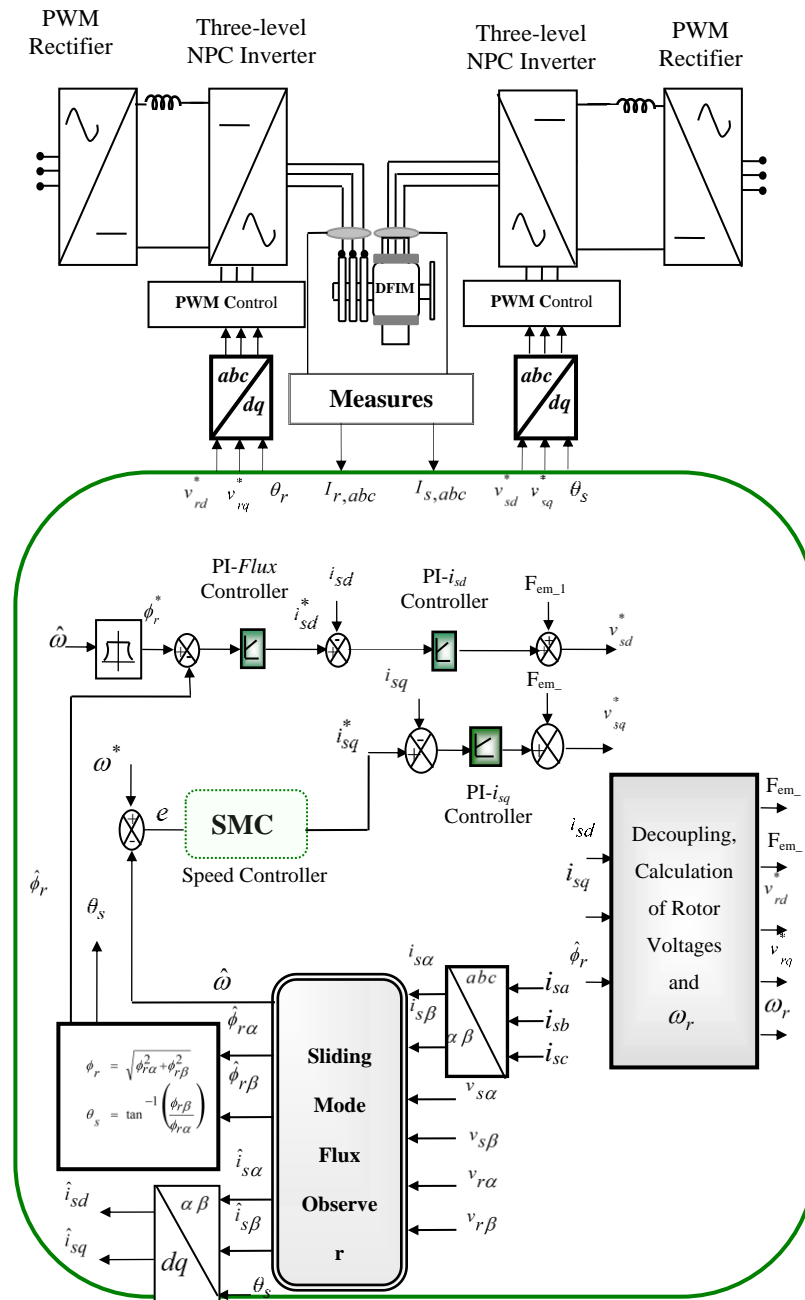 PWM
Rectifier
Three-level
NPC Inverter
Three-level
NPC Inverter
PWM
Rectifier
DFIM
PWM Control
PWM Control
abc
dq
Measures
abc
dq
v*rd
v*rq
θr
Ir,abc
Is,abc
v*sd
v*sq
θs
PI-Flux
Controller
isd
PI-isd
Controller
Fem_1
ω̂
ϕ*r
i*sd
v*sd
isq
Fem_
i*sq
v*sq
ω*
e
SMC
Speed Controller
PI-isq
Controller
ϕ̂r
θs
isd
isq
ϕ̂r
Decoupling,
Calculation
of Rotor
Voltages
and
ωr
Fem_
Fem_
v*rd
v*rq
ωr
ω̂
ϕ̂rα
ϕ̂rβ
isα
isβ
abc
α β
isa
isb
isc
ϕr = √(ϕ²rα+ϕ²rβ)
θs = tan⁻¹(ϕrβ/ϕrα)
Sliding
Mode
Flux
Observe
r
vsα
vsβ
vrα
vrβ
îsα
îsβ
îsd
îsq
α β
dq
θs